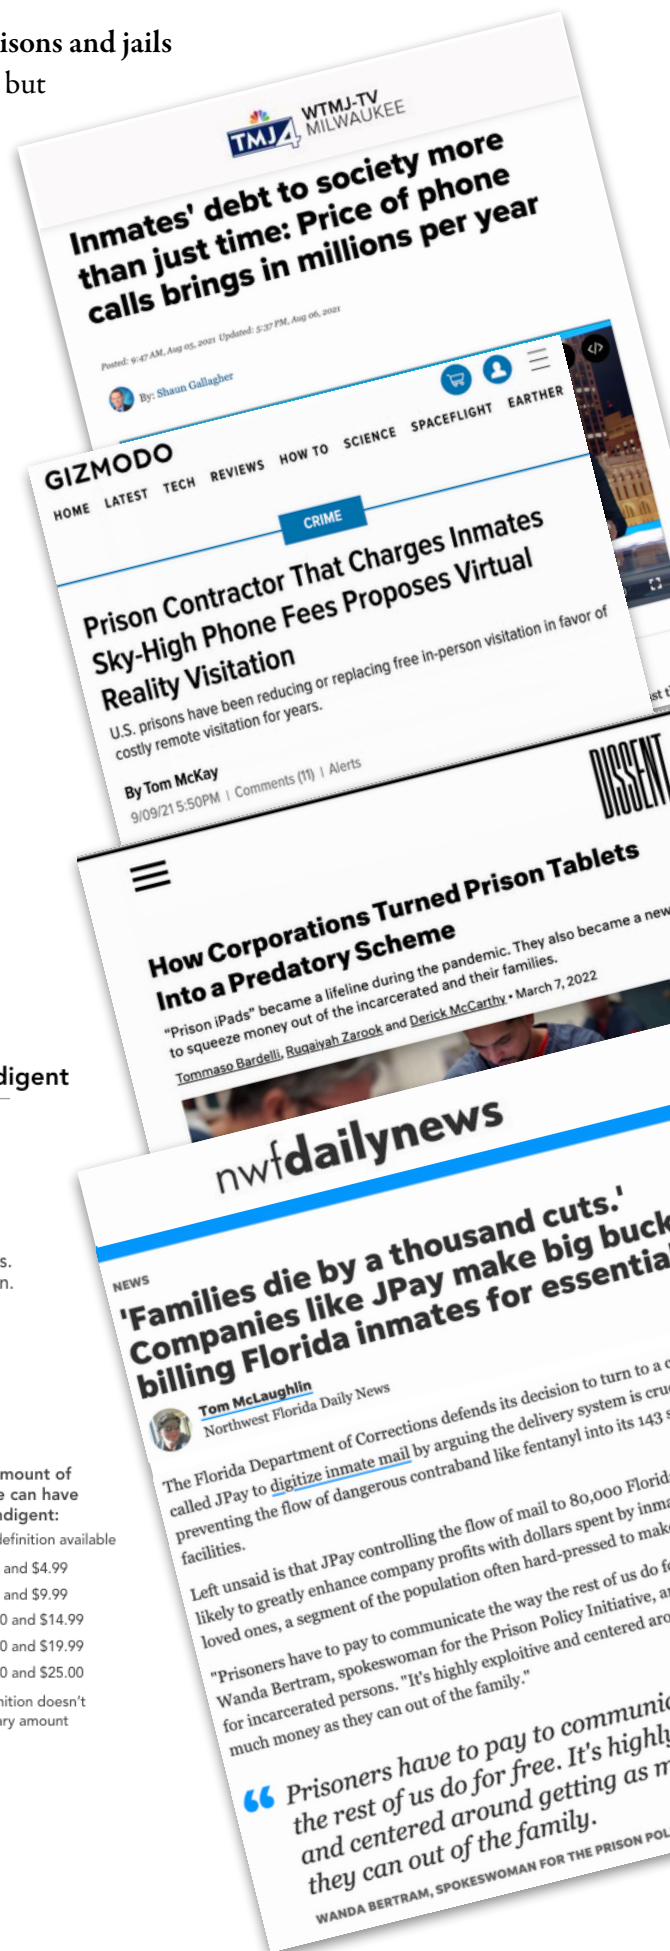 isons and jails
but
TMJ4
WTMJ-TV
MILWAUKEE
Inmates' debt to society more
than just time: Price of phone
calls brings in millions per year
Posted: 9:47 AM, Aug 05, 2021 Updated: 5:37 PM, Aug 06, 2021
By: Shaun Gallagher
GIZMODO
HOME LATEST TECH REVIEWS HOW TO SCIENCE SPACEFLIGHT EARTHER
CRIME
Prison Contractor That Charges Inmates
Sky-High Phone Fees Proposes Virtual
Reality Visitation
U.S. prisons have been reducing or replacing free in-person visitation in favor of
costly remote visitation for years.
By Tom McKay
9/09/21 5:50PM | Comments (11) | Alerts
DISSENT
How Corporations Turned Prison Tablets
Into a Predatory Scheme
"Prison iPads" became a lifeline during the pandemic. They also became a new
to squeeze money out of the incarcerated and their families.
Tommaso Bardelli, Ruqaiyah Zarook and Derick McCarthy • March 7, 2022
digent
s.
n.
mount of
e can have
ndigent:
definition available
and $4.99
and $9.99
0 and $14.99
0 and $19.99
0 and $25.00
nition doesn't
ary amount
nwfdailynews
NEWS
'Families die by a thousand cuts.'
Companies like JPay make big buck
billing Florida inmates for essential
Tom McLaughlin
Northwest Florida Daily News
The Florida Department of Corrections defends its decision to turn to a c
called JPay to digitize inmate mail by arguing the delivery system is cru
preventing the flow of dangerous contraband like fentanyl into its 143 s
facilities.
Left unsaid is that JPay controlling the flow of mail to 80,000 Florid
likely to greatly enhance company profits with dollars spent by inma
loved ones, a segment of the population often hard-pressed to mak
"Prisoners have to pay to communicate the way the rest of us do f
Wanda Bertram, spokeswoman for the Prison Policy Initiative, a
for incarcerated persons. "It's highly exploitive and centered aro
much money as they can out of the family."
“ Prisoners have to pay to communic
the rest of us do for free. It's highly
and centered around getting as m
they can out of the family.
WANDA BERTRAM, SPOKESWOMAN FOR THE PRISON POL